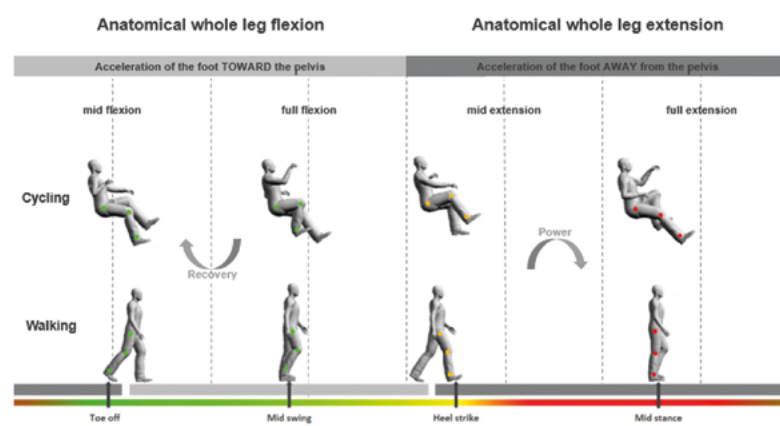 Anatomical whole leg flexion
Anatomical whole leg extension
Acceleration of the foot TOWARD the pelvis
Acceleration of the foot AWAY from the pelvis
mid flexion
full flexion
mid extension
full extension
Cycling
Recovery
Power
Walking
Toe off
Mid swing
Heel strike
Mid stance